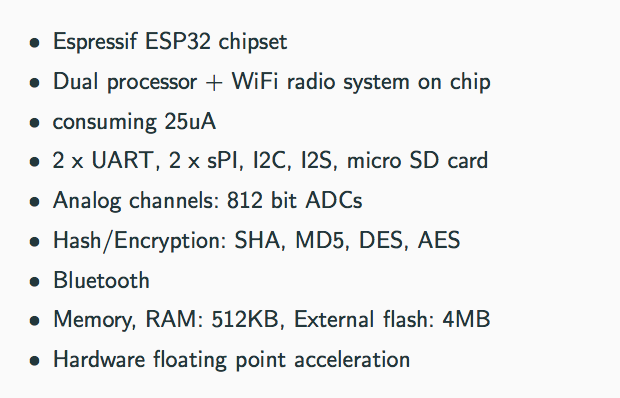 • Espressif ESP32 chipset
• Dual processor + WiFi radio system on chip
• consuming 25uA
• 2 x UART, 2 x sPI, I2C, I2S, micro SD card
• Analog channels: 812 bit ADCs
• Hash/Encryption: SHA, MD5, DES, AES
• Bluetooth
• Memory, RAM: 512KB, External flash: 4MB
• Hardware floating point acceleration